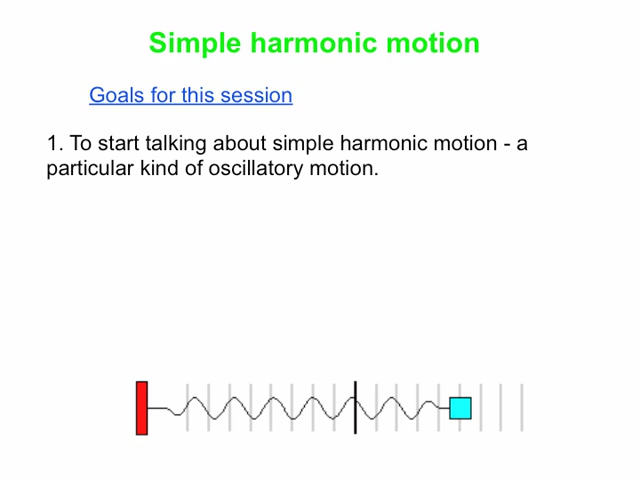 Simple harmonic motion
Goals for this session
1. To start talking about simple harmonic motion - a
particular kind of oscillatory motion.